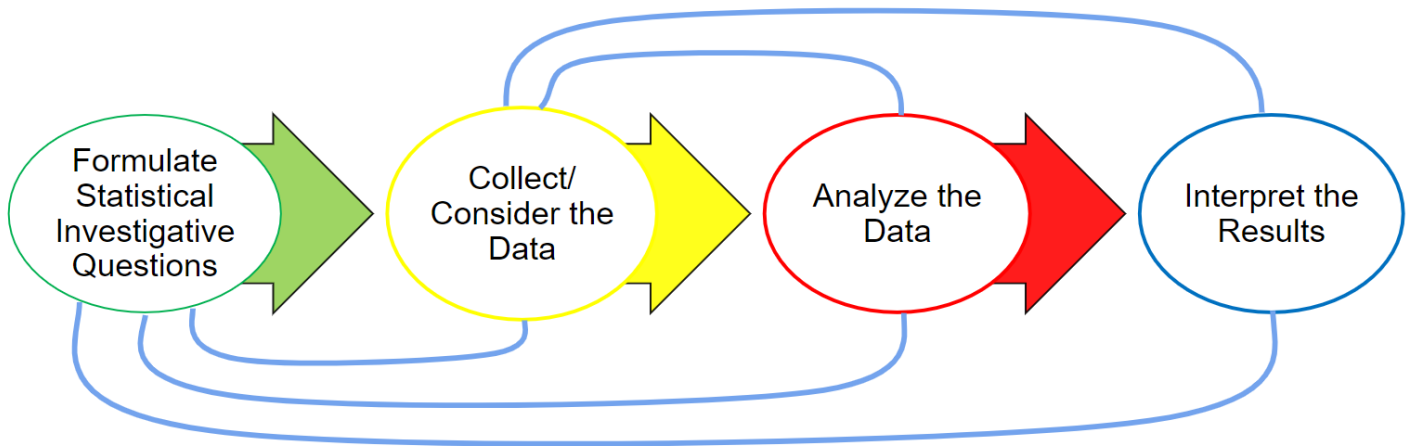 Formulate
Statistical
Investigative
Questions
Collect/
Consider the
Data
Analyze the
Data
Interpret the
Results